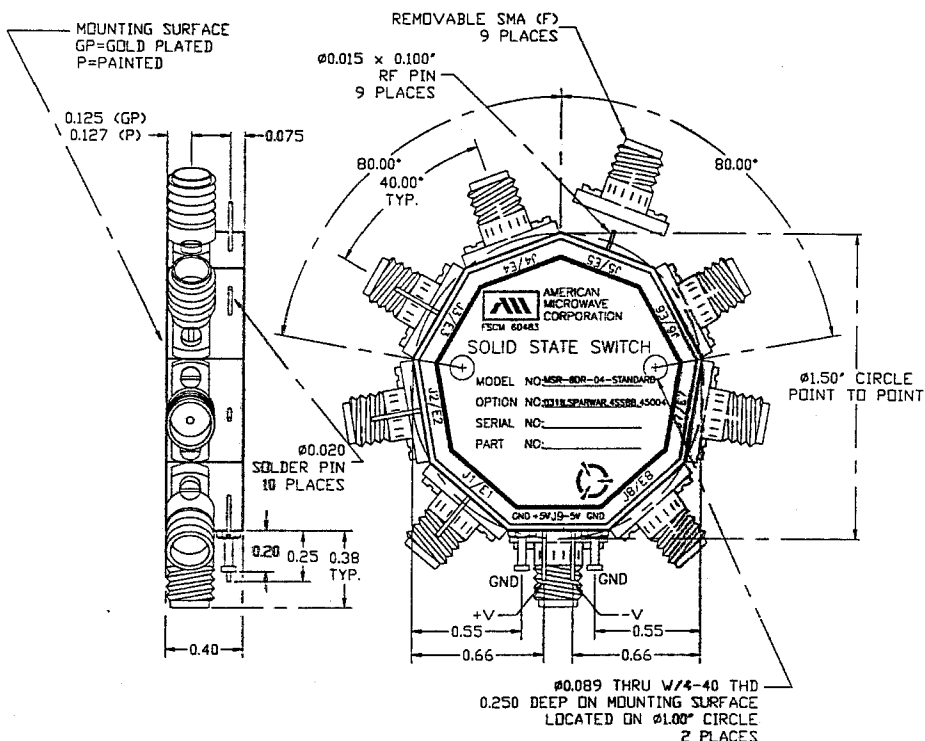 MOUNTING SURFACE
GP=GOLD PLATED
P=PAINTED
REMOVABLE SMA (F)
9 PLACES
ø0.015 x 0.100"
RF PIN
9 PLACES
0.125 (GP)
0.127 (P)
0.075
80.00°
40.00°
TYP.
80.00°
J4/E4
J5/E5
J3/E3
J6/E6
AMERICAN
MICROWAVE
CORPORATION
FSCM 60483
SOLID STATE SWITCH
MODEL NO: MSR-8DR-04-STANDARD
OPTION NO:
SERIAL NO:
PART NO:
J2/E2
J1/E1
J8/E8
GND +5V J9 -5V GND
ø1.50" CIRCLE
POINT TO POINT
ø0.020
SOLDER PIN
10 PLACES
0.20
0.25
0.38
TYP.
0.40
GND
GND
+V
-V
0.55
0.55
0.66
0.66
ø0.089 THRU W/4-40 THD
0.250 DEEP ON MOUNTING SURFACE
LOCATED ON ø1.00" CIRCLE
2 PLACES